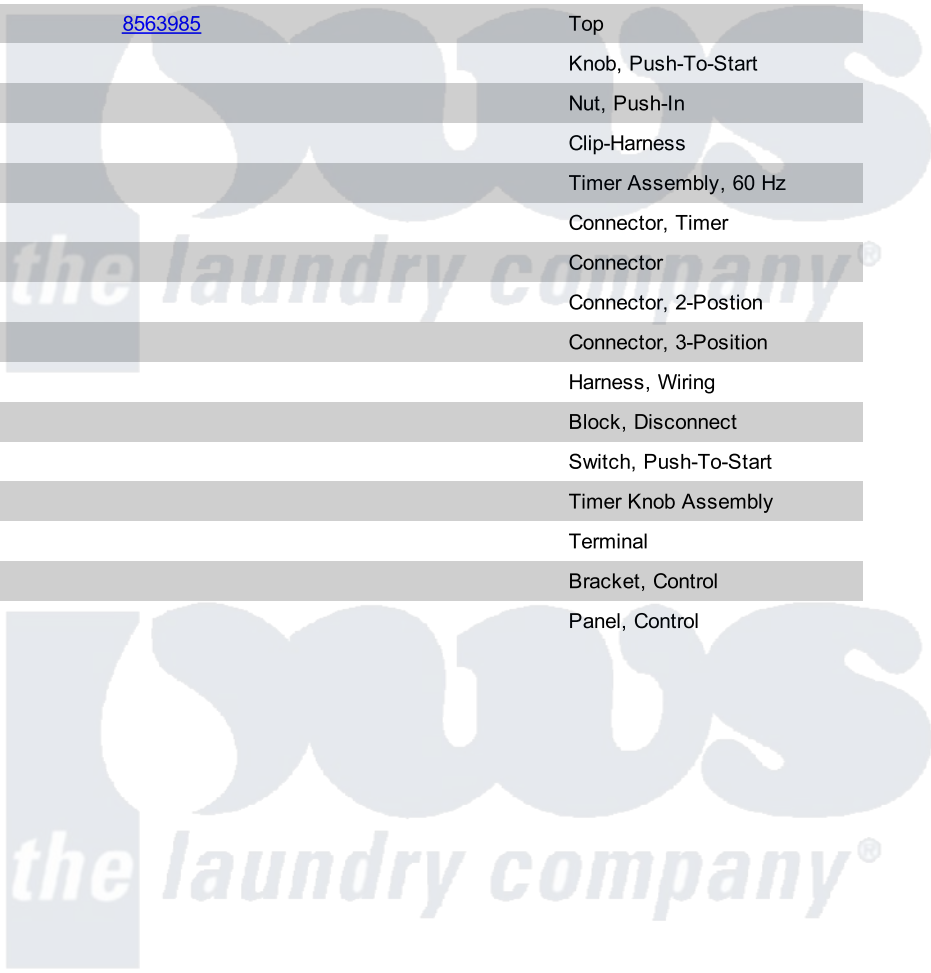 8563985 Top
Knob, Push-To-Start
Nut, Push-In
Clip-Harness
Timer Assembly, 60 Hz
Connector, Timer
Connector
Connector, 2-Postion
Connector, 3-Position
Harness, Wiring
Block, Disconnect
Switch, Push-To-Start
Timer Knob Assembly
Terminal
Bracket, Control
Panel, Control
pws
the laundry company®
pws
the laundry company®